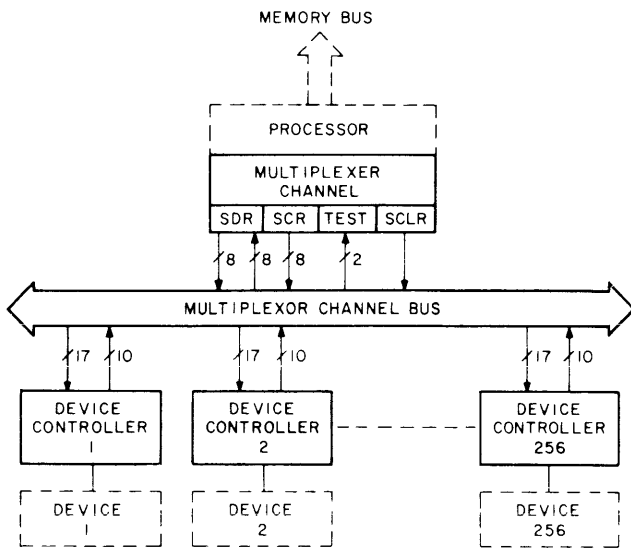 MEMORY BUS
PROCESSOR
MULTIPLEXER
CHANNEL
SDR SCR TEST SCLR
8 8 8 2
MULTIPLEXOR CHANNEL BUS
17 10 17 10 17 10
DEVICE CONTROLLER 1
DEVICE CONTROLLER 2
DEVICE CONTROLLER 256
DEVICE 1
DEVICE 2
DEVICE 256